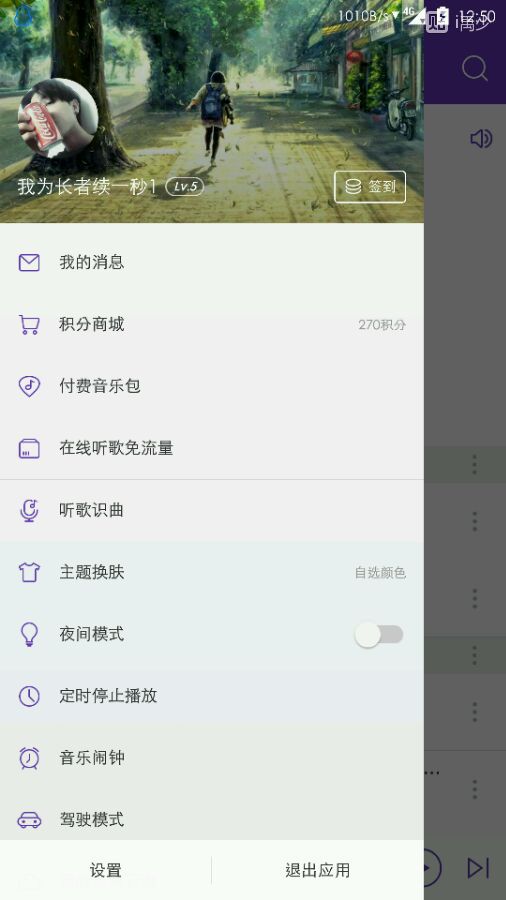 1010B/s 4G 12:50
我为长者续一秒1 Lv.5 签到
我的消息
积分商城 270积分
付费音乐包
在线听歌免流量
听歌识曲
主题换肤 自选颜色
夜间模式
定时停止播放
音乐闹钟
驾驶模式
设置 退出应用